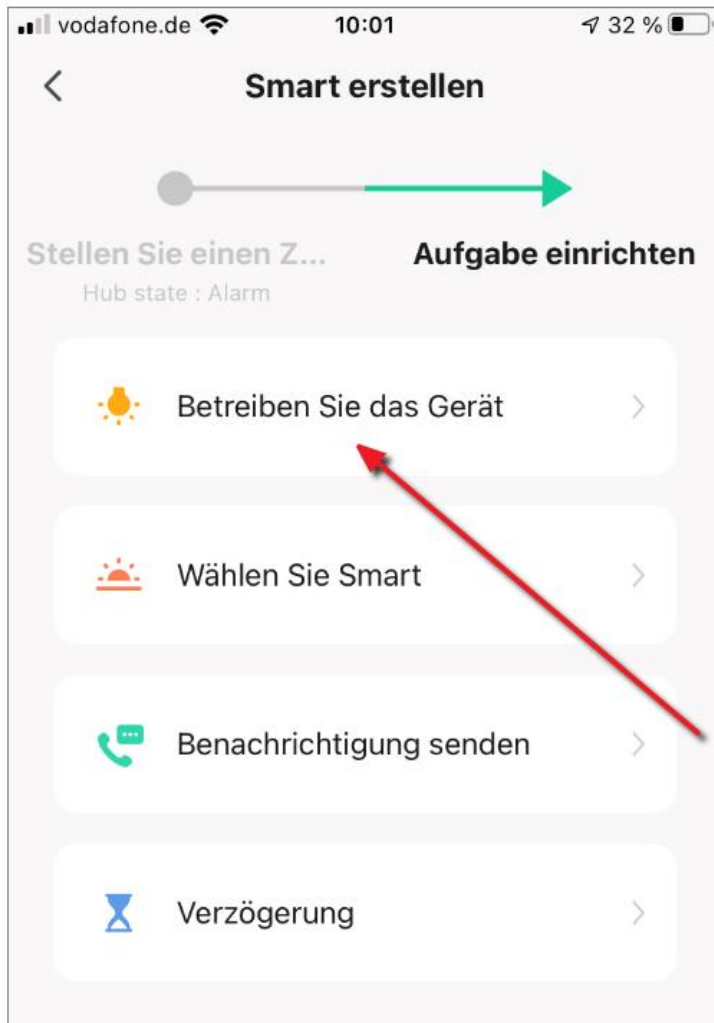 vodafone.de 10:01 32 %
Smart erstellen
Stellen Sie einen Z... Aufgabe einrichten
Hub state : Alarm
Betreiben Sie das Gerät
Wählen Sie Smart
Benachrichtigung senden
Verzögerung